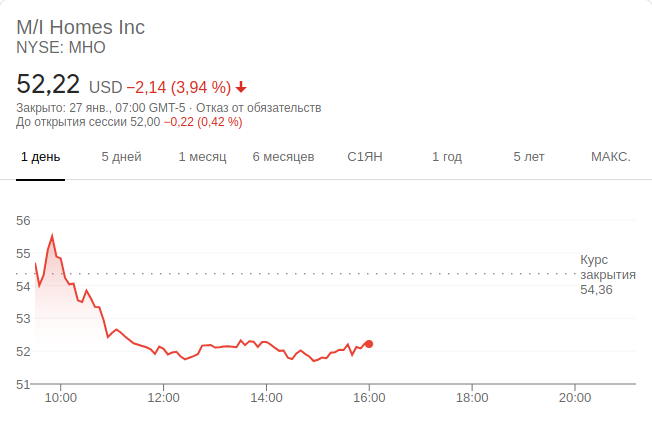 M/I Homes Inc
NYSE: MHO
52,22 USD −2,14 (3,94 %)
Закрыто: 27 янв., 07:00 GMT-5 · Отказ от обязательств
До открытия сессии 52,00 −0,22 (0,42 %)
1 день 5 дней 1 месяц 6 месяцев С1ЯН 1 год 5 лет МАКС.
56
55
Курс
закрытия
54,36
54
53
52
51
10:00 12:00 14:00 16:00 18:00 20:00